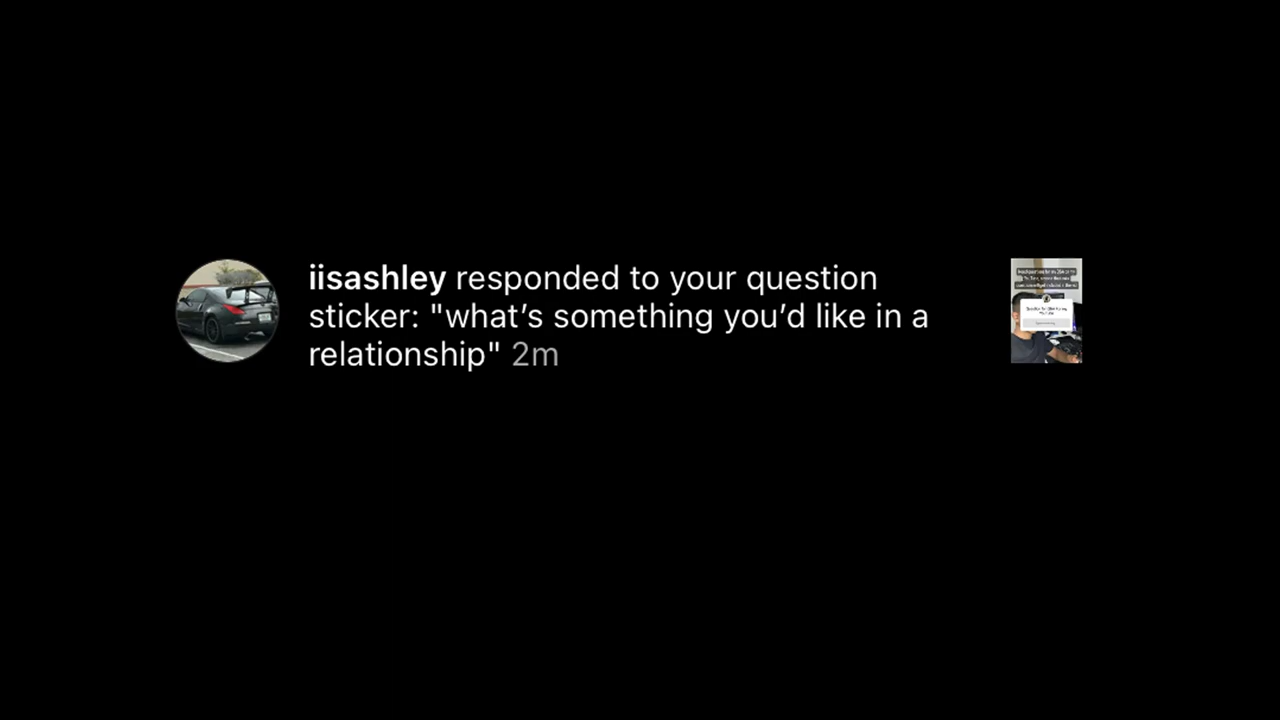 iisashley responded to your question
sticker: "what’s something you’d like in a
relationship" 2m